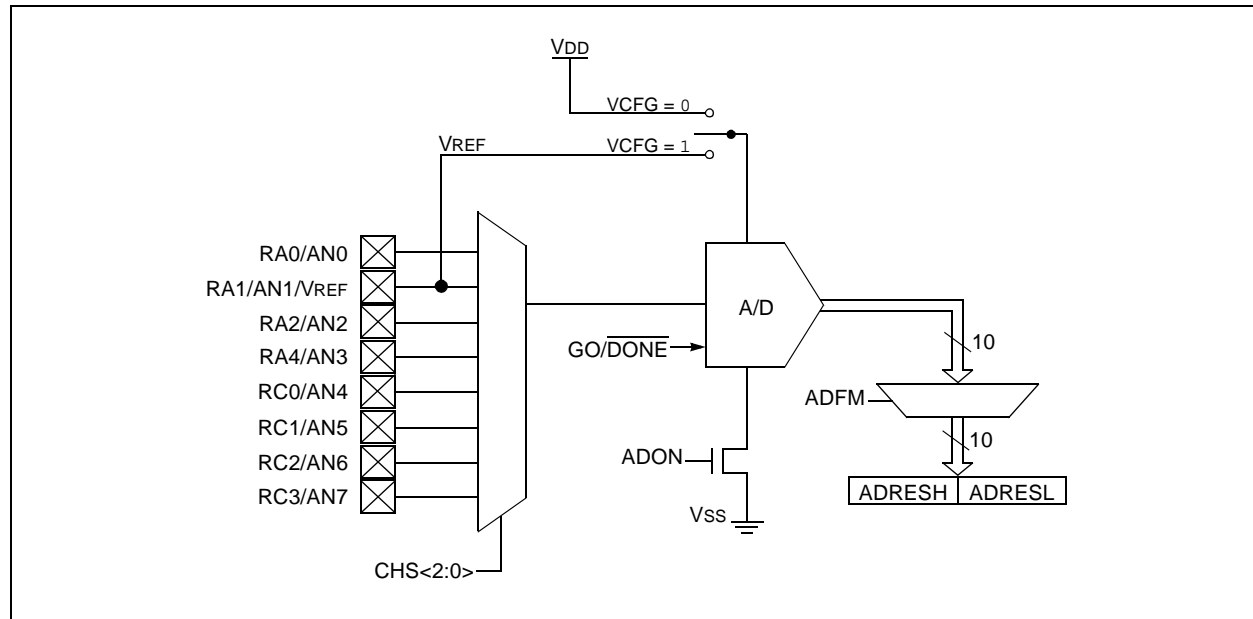 VDD
VCFG = 0
VREF
VCFG = 1
RA0/AN0
RA1/AN1/VREF
RA2/AN2
RA4/AN3
RC0/AN4
RC1/AN5
RC2/AN6
RC3/AN7
CHS<2:0>
A/D
GO/DONE
ADON
VSS
10
ADFM
10
ADRESH ADRESL